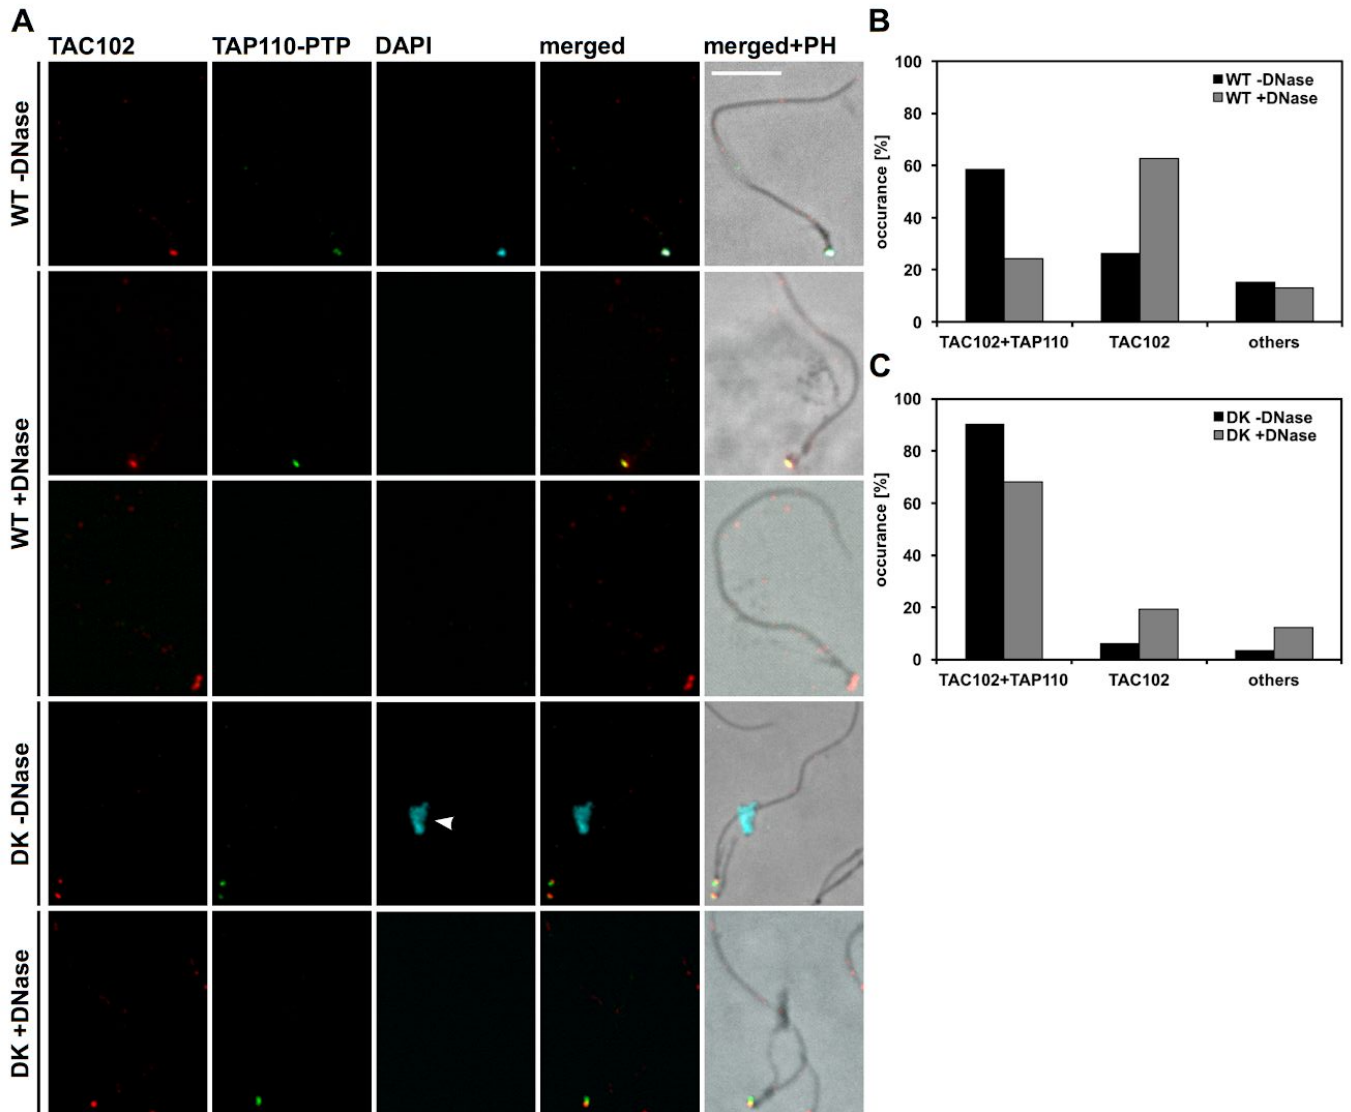 A
TAC102 TAP110-PTP DAPI merged merged+PH
WT -DNase
WT +DNase
DK -DNase
DK +DNase
B
100
80
60
40
20
0
occurance [%]
WT -DNase
WT +DNase
TAC102+TAP110 TAC102 others
C
100
80
60
40
20
0
occurance [%]
DK -DNase
DK +DNase
TAC102+TAP110 TAC102 others